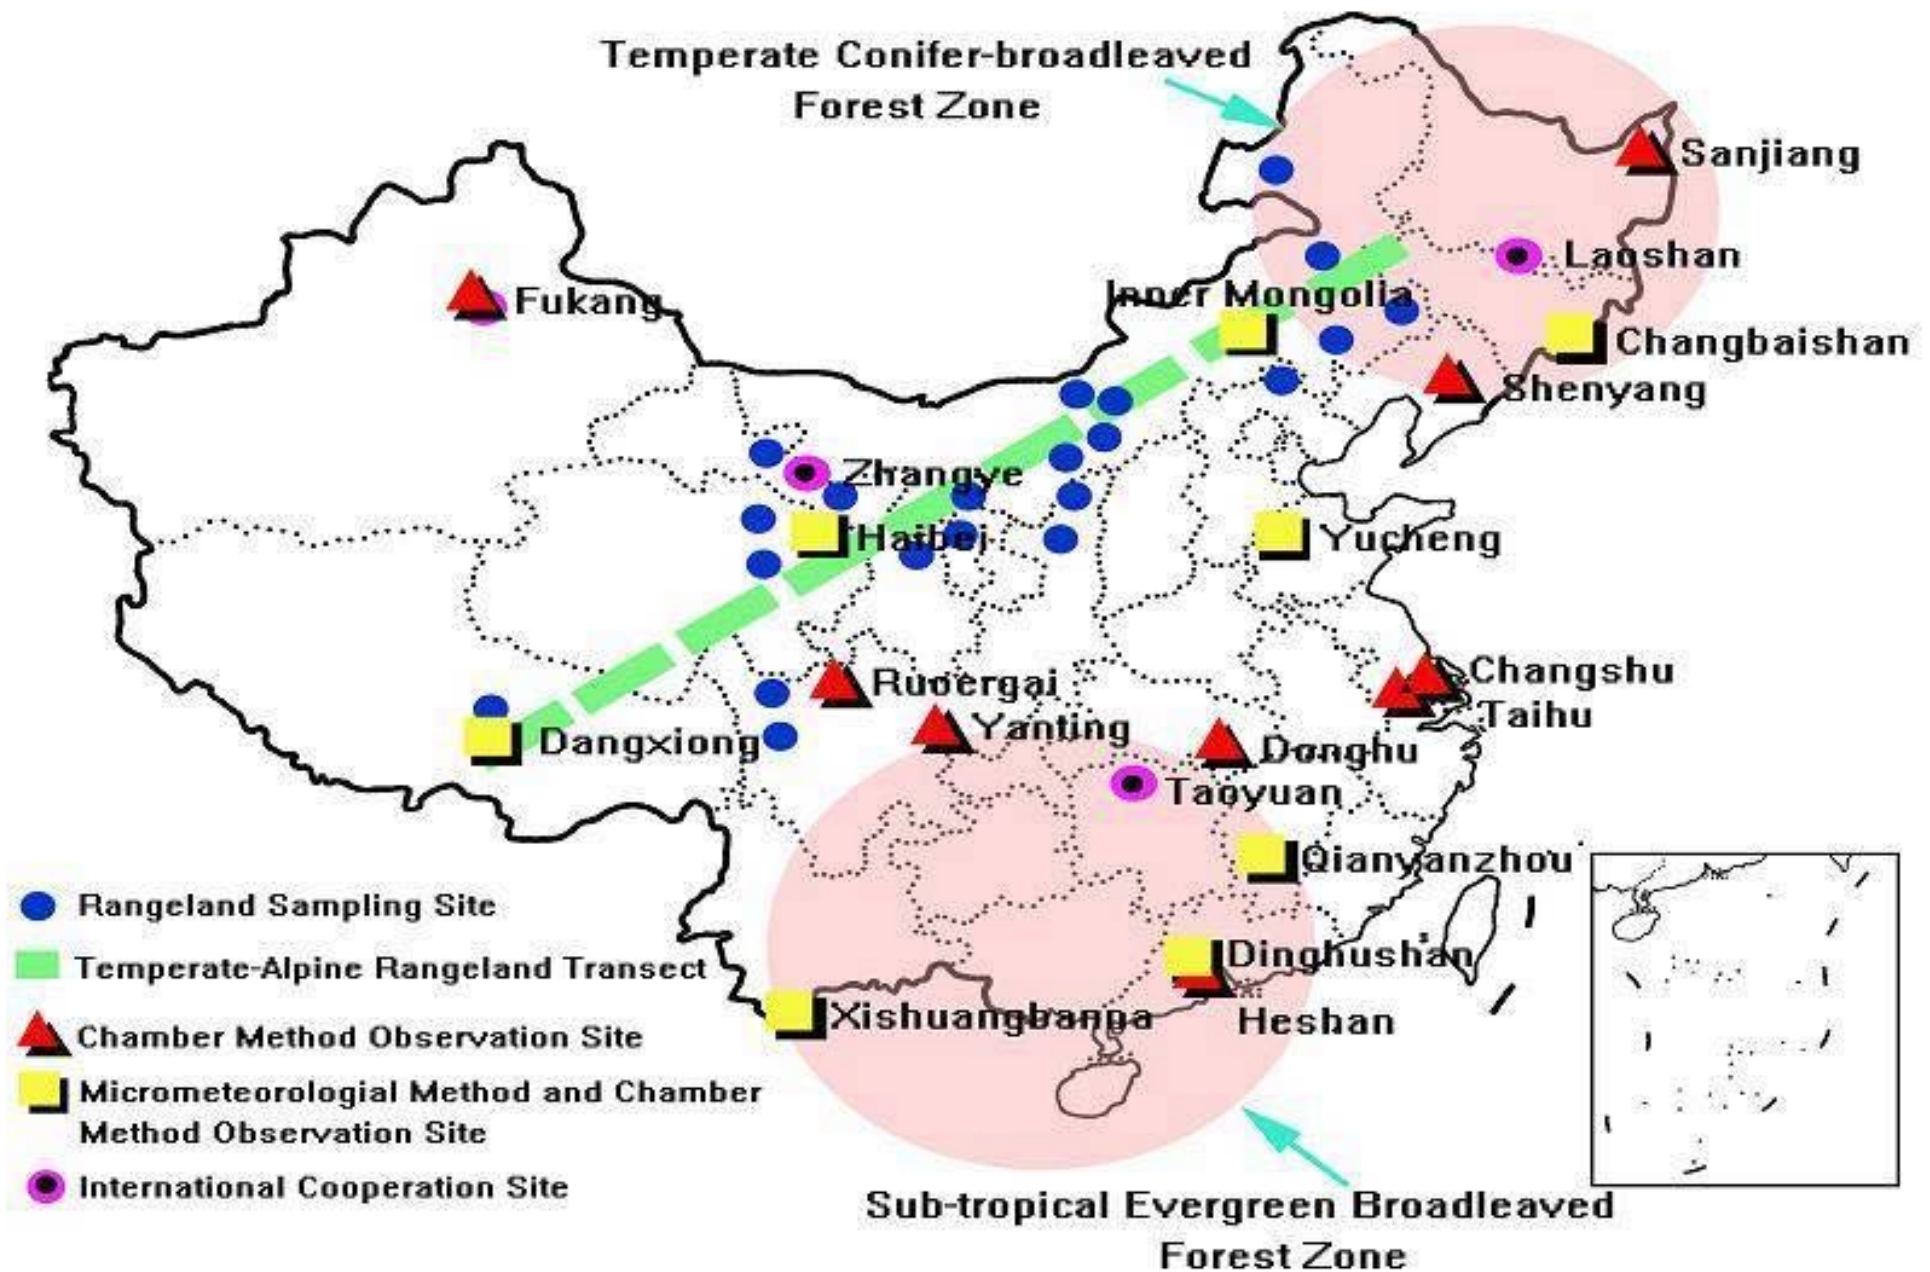 Temperate Conifer-broadleaved
Forest Zone
Sanjiang
Laoshan
Fukang
Inner Mongolia
Changbaishan
Shenyang
Zhangye
Haibei
Yucheng
Ruoergai
Changshu
Taihu
Yanting
Dangxiong
Donghu
Taoyuan
Qianyanzhou
Rangeland Sampling Site
Dinghushan
Temperate-Alpine Rangeland Transect
Xishuangbanna
Heshan
Chamber Method Observation Site
Micrometeorologial Method and Chamber
Method Observation Site
International Cooperation Site
Sub-tropical Evergreen Broadleaved
Forest Zone